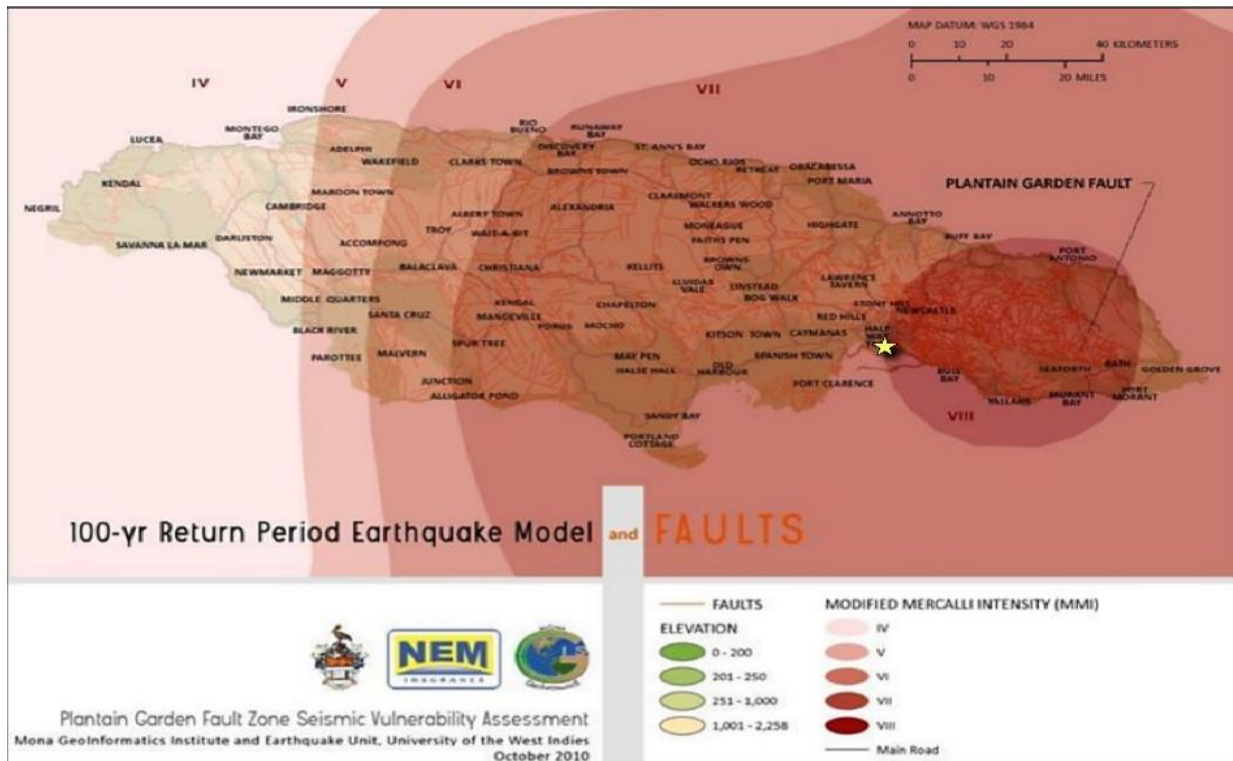 MAP DATUM: WGS 1984
0 10 20 40 KILOMETERS
0 10 20 MILES
IV
V
VI
VII
IRONSHORE
MONTEGO
BAY
LUCEA
RIO
BUENO
RUNAWAY
BAY
DISCOVERY
BAY
ST. ANN'S BAY
ADELPHI
WAKEFIELD
CLARKS TOWN
BROWNS TOWN
OCHO RIOS
RETREAT
ORACABESSA
PORT MARIA
KENDAL
MAROON TOWN
CLAREMONT
WALKERS WOOD
PLANTAIN GARDEN FAULT
NEGRIL
CAMBRIDGE
ALBERT TOWN
ALEXANDRIA
ANNOTTO
BAY
SAVANNA LA MAR
DARLISTON
ACCOMPONG
TROY
WAIT-A-BIT
MONEAGUE
FAITHS PEN
HIGHGATE
BUFF BAY
PORT
ANTONIO
NEWMARKET
MAGGOTTY
BALACLAVA
CHRISTIANA
KELLITS
LLUIDAS
VALE
LINSTEAD
BOG WALK
LAWRENCE
TAVERN
MIDDLE QUARTERS
SANTA CRUZ
KENDAL
MANDEVILLE
PORUS
CHAPELTON
MOCHO
STONY HILL
NEWCASTLE
RED HILLS
HALF
WAY
BLACK RIVER
KITSON TOWN
CAYMANAS
PAROTTEE
MALVERN
SPUR TREE
MAY PEN
HALSE HALL
OLD
HARBOUR
SPANISH TOWN
BULL
BAY
SEAFORTH
BATH
GOLDEN GROVE
JUNCTION
ALLIGATOR POND
PORT CLARENCE
YALLAHS
MORANT
BAY
PORT
MORANT
SANDY BAY
VIII
PORTLAND
COTTAGE
100-yr Return Period Earthquake Model and FAULTS
FAULTS
ELEVATION
0 - 200
201 - 250
251 - 1,000
1,001 - 2,258
MODIFIED MERCALLI INTENSITY (MMI)
IV
V
VI
VII
VIII
Main Road
NEM
INSURANCE
Plantain Garden Fault Zone Seismic Vulnerability Assessment
Mona GeoInformatics Institute and Earthquake Unit, University of the West Indies
October 2010